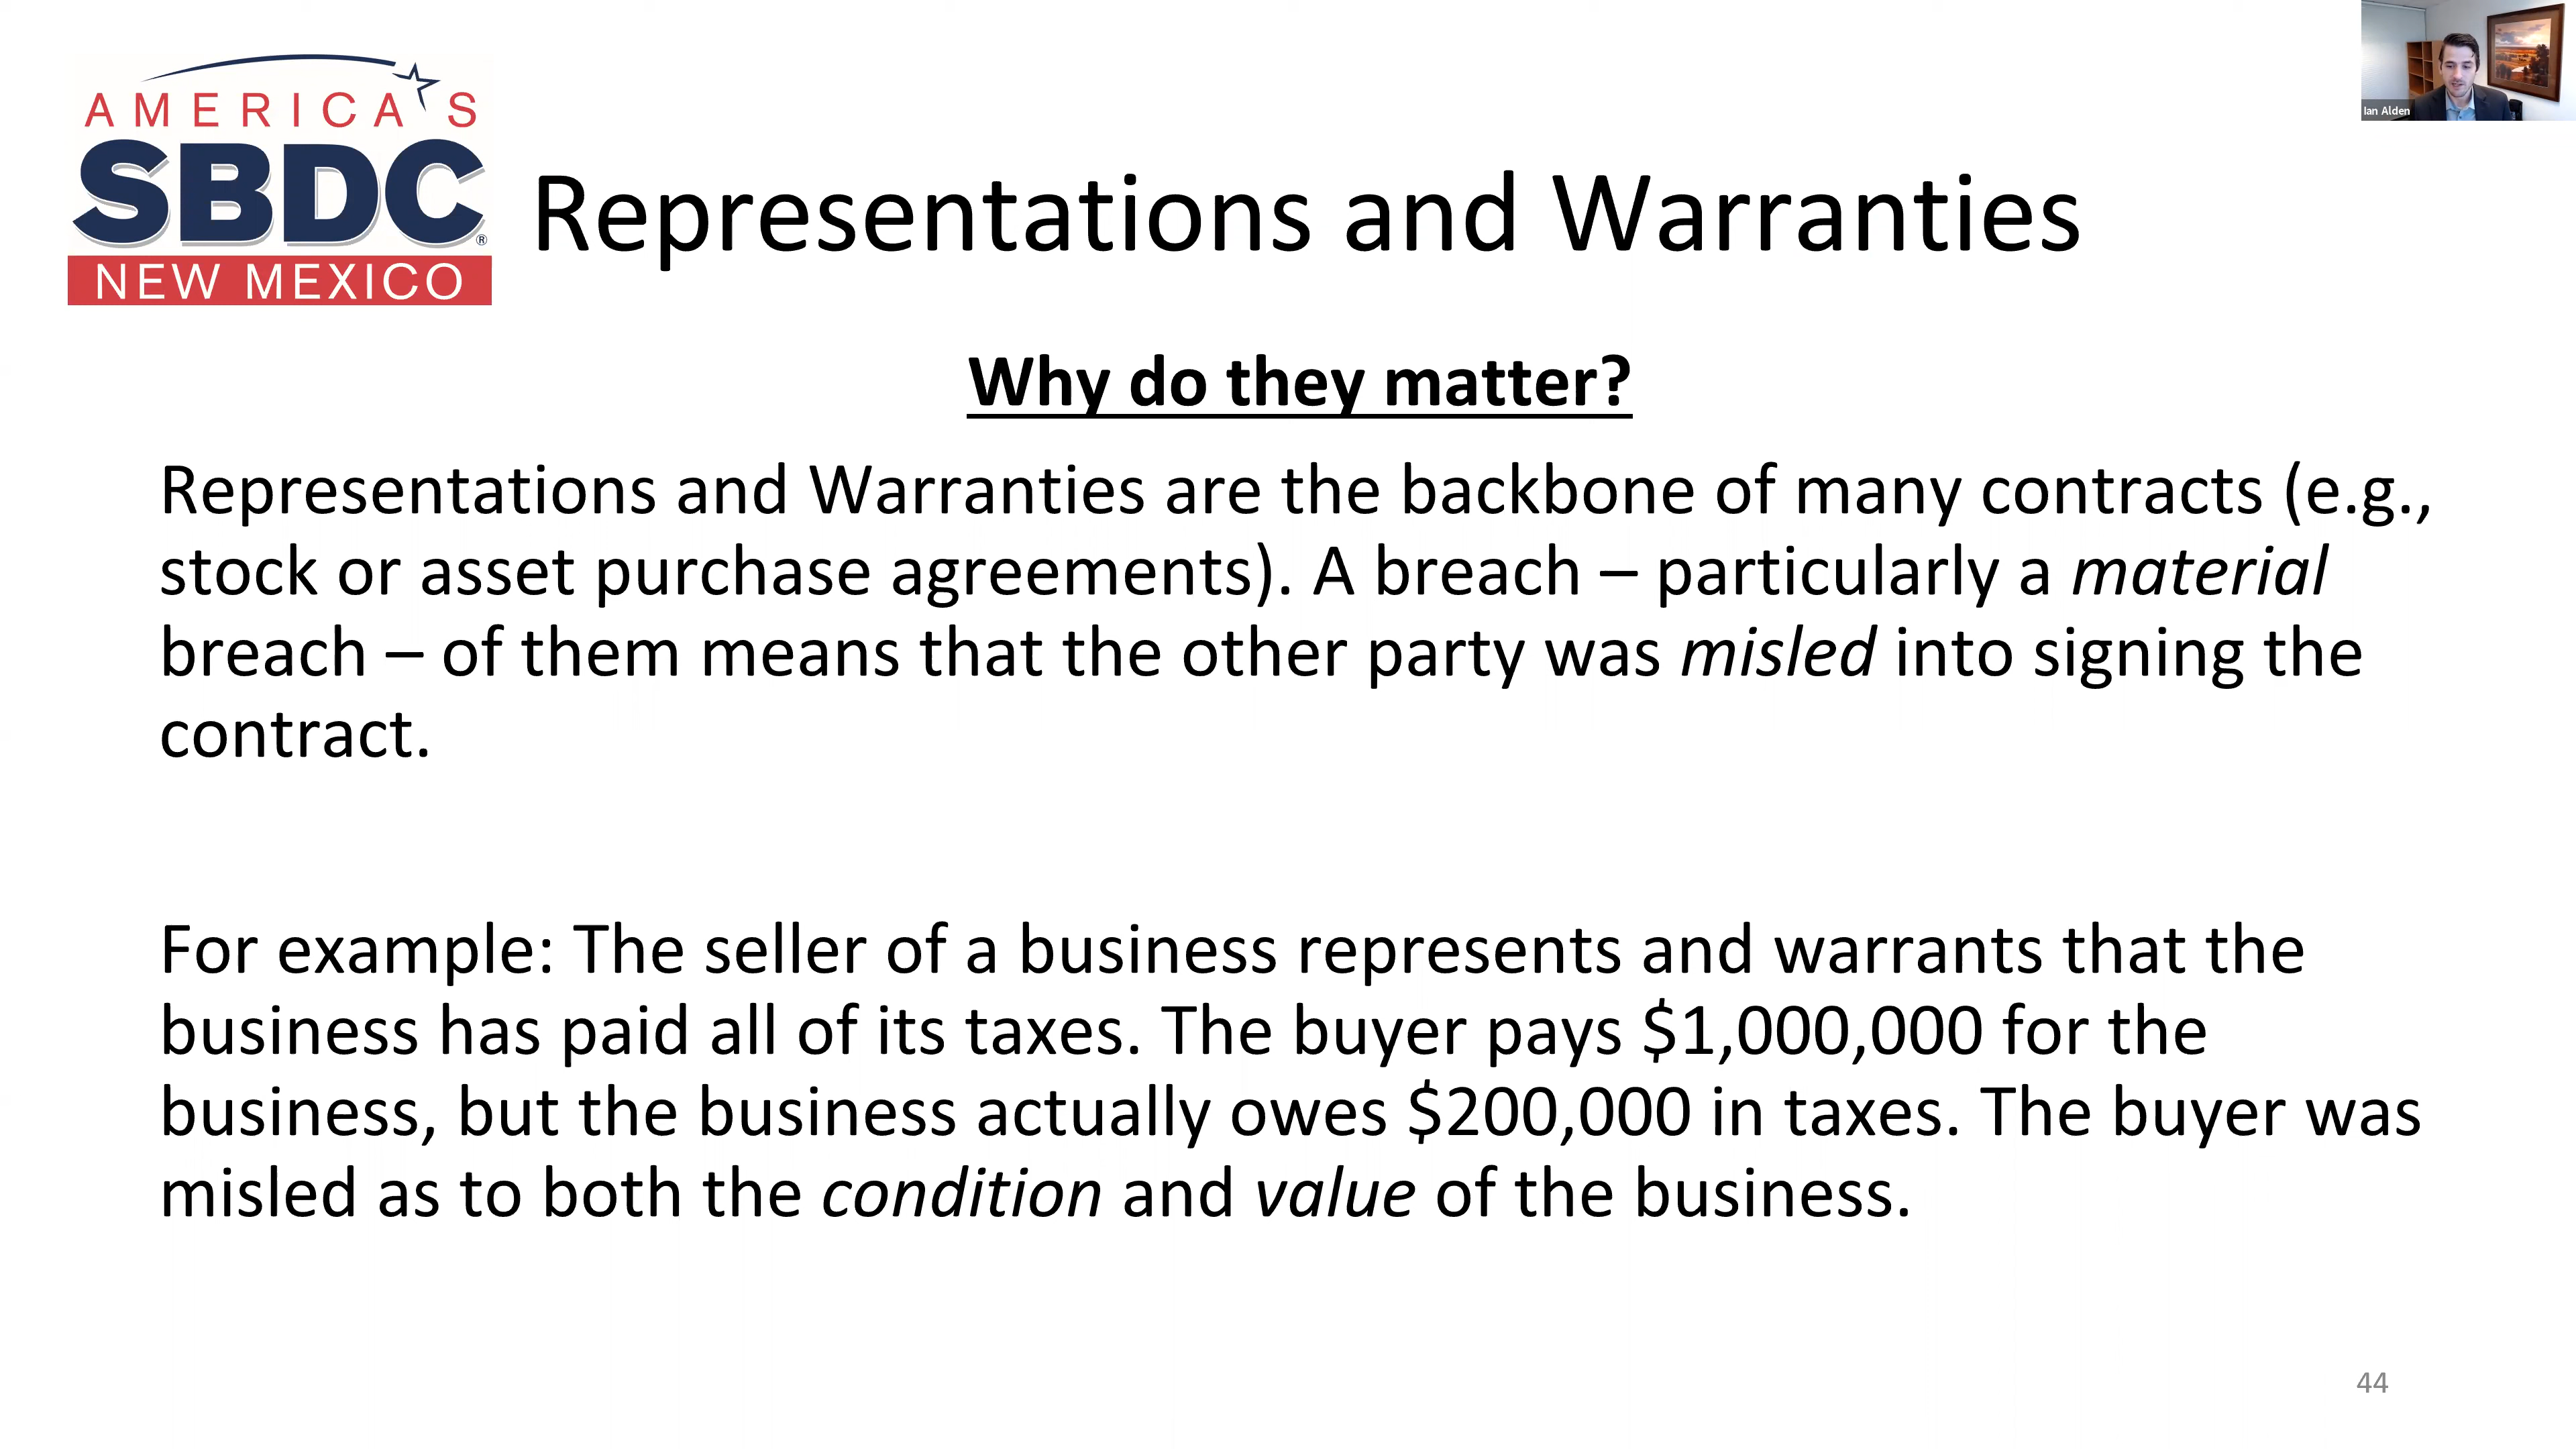 AMERICA'S
SBDC®
NEW MEXICO
Ian Alden
Representations and Warranties
Why do they matter?
Representations and Warranties are the backbone of many contracts (e.g.,
stock or asset purchase agreements). A breach – particularly a material
breach – of them means that the other party was misled into signing the
contract.
For example: The seller of a business represents and warrants that the
business has paid all of its taxes. The buyer pays $1,000,000 for the
business, but the business actually owes $200,000 in taxes. The buyer was
misled as to both the condition and value of the business.
44